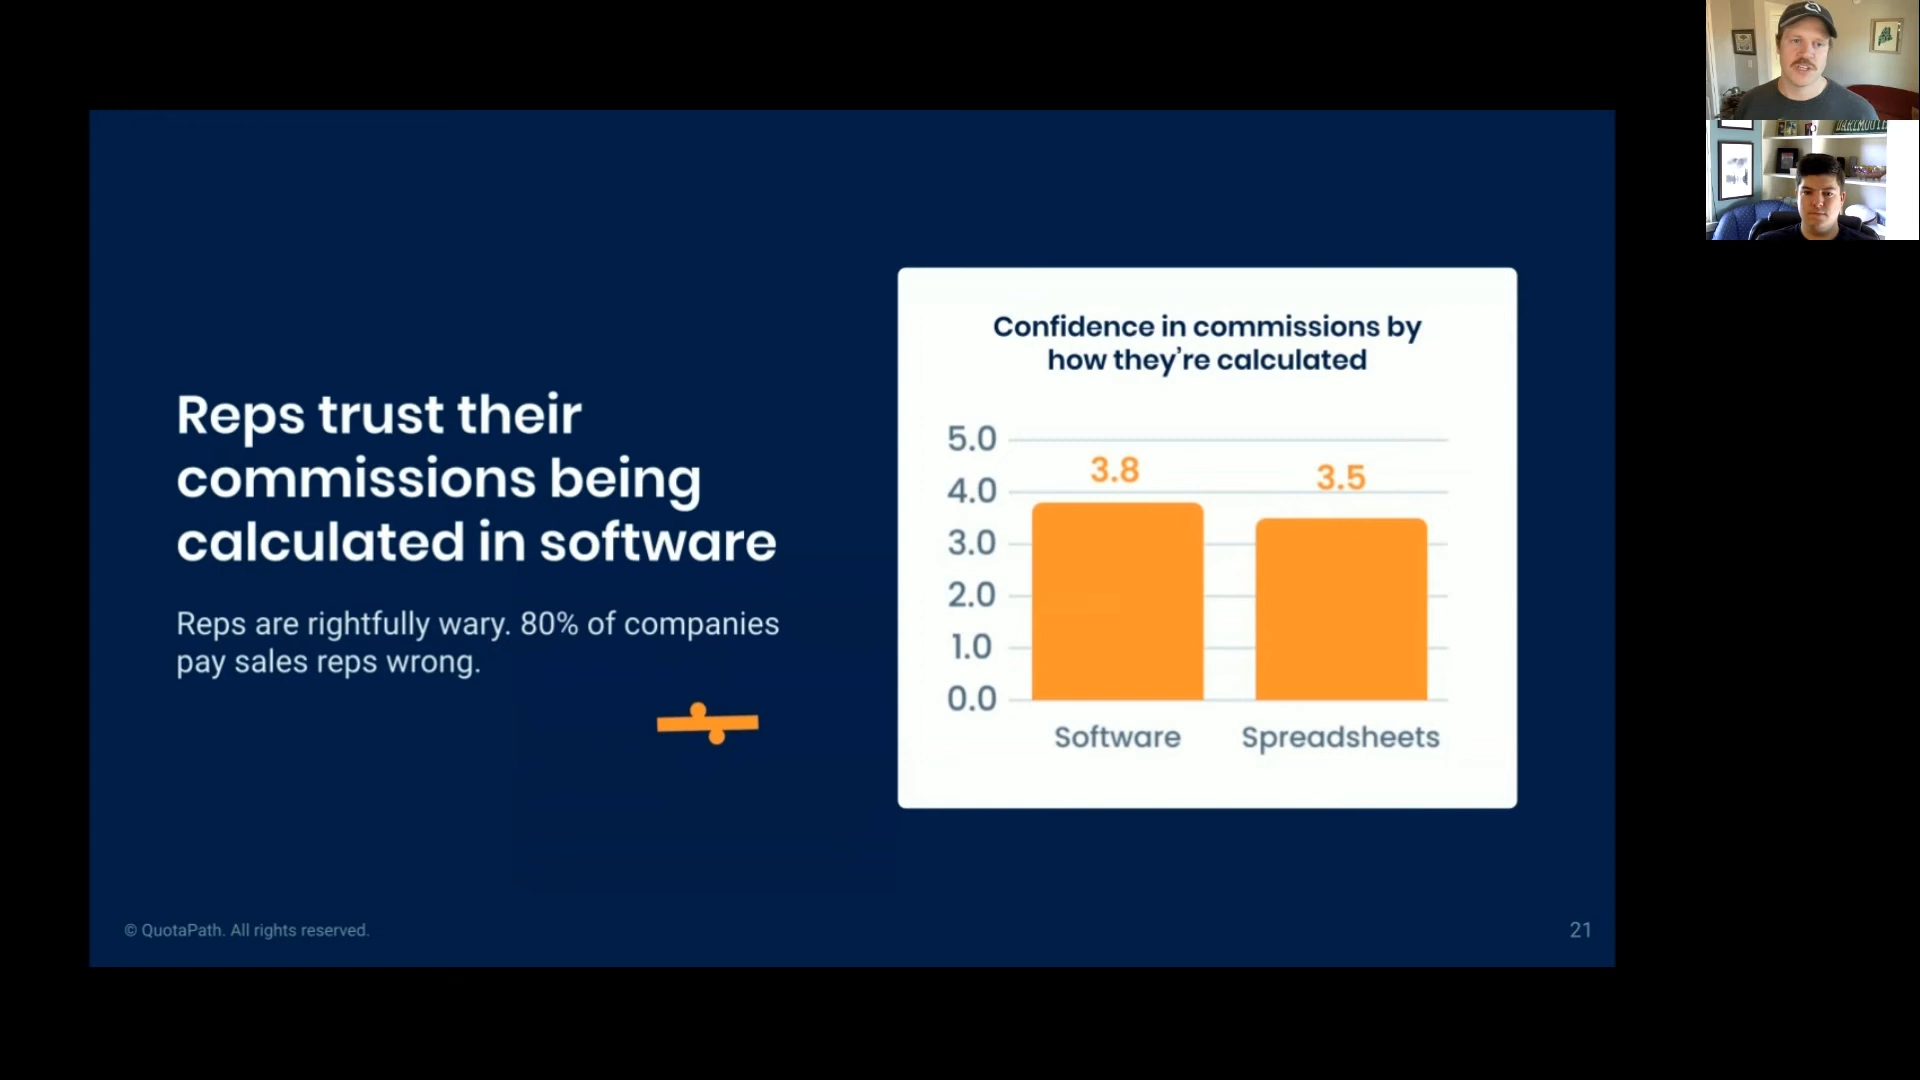 Reps trust their
commissions being
calculated in software
Reps are rightfully wary. 80% of companies
pay sales reps wrong.
Confidence in commissions by
how they’re calculated
5.0
4.0
3.0
2.0
1.0
0.0
3.8
3.5
Software
Spreadsheets
© QuotaPath. All rights reserved.
21
DARTMOUTH